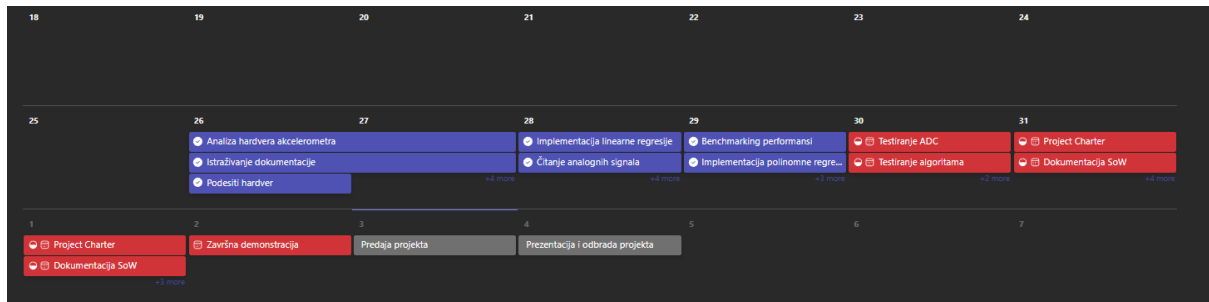 18 19 20 21 22 23 24
25 26 27 28 29 30 31
Analiza hardvera akcelerometra Implementacija linearne regresije Benchmarking performansi Testiranje ADC Project Charter
Istraživanje dokumentacije Čitanje analognih signala Implementacija polinomne regre... Testiranje algoritama Dokumentacija SoW
Podesiti hardver +4 more +4 more +2 more +4 more
1 2 3 4 5 6 7
Project Charter Završna demonstracija Predaja projekta Prezentacija i odbrada projekta
Dokumentacija SoW
+3 more